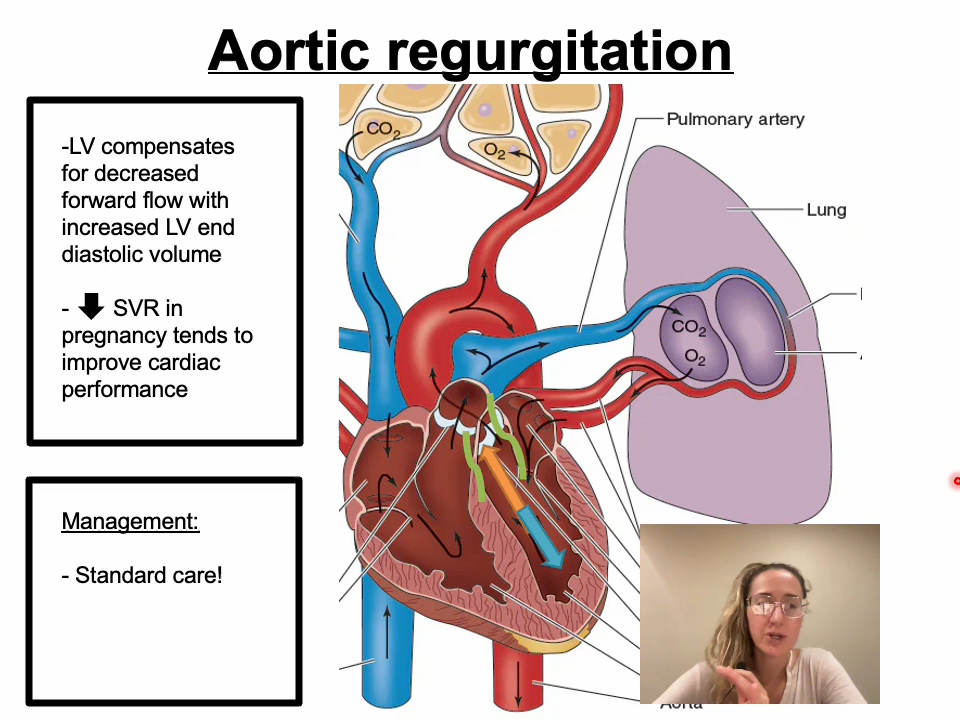 Aortic regurgitation
-LV compensates
for decreased
forward flow with
increased LV end
diastolic volume
- SVR in
pregnancy tends to
improve cardiac
performance
Management:
- Standard care!
CO2
O2
Pulmonary artery
Lung
CO2
O2
Aorta